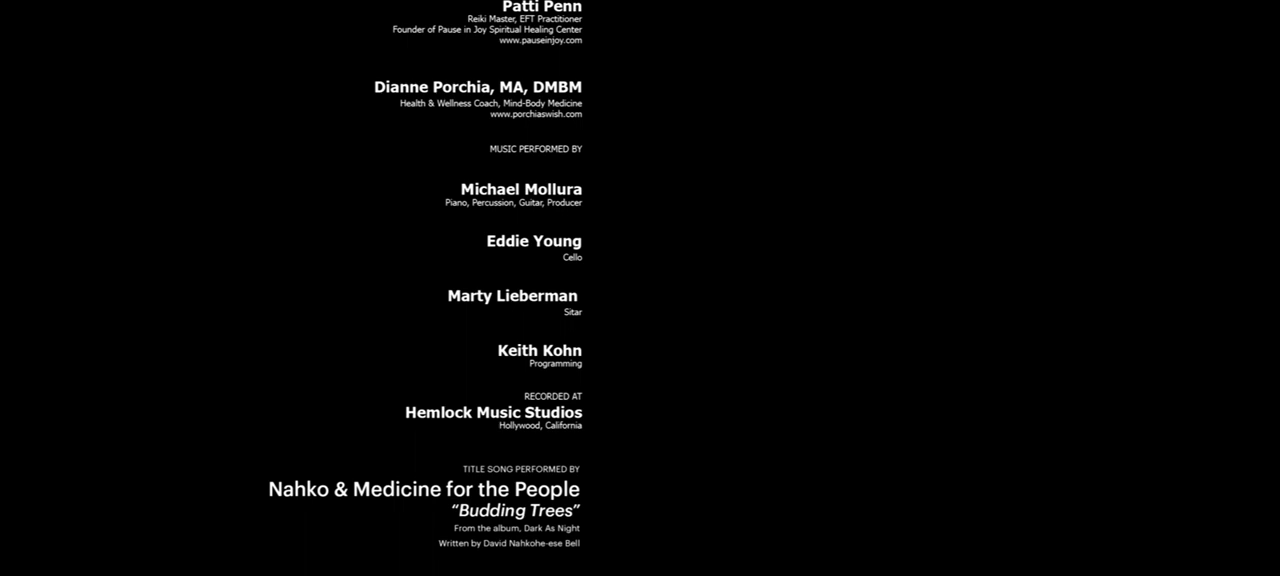 Patti Penn
Reiki Master, EFT Practitioner
Founder of Pause in Joy Spiritual Healing Center
www.pauseinjoy.com
Dianne Porchia, MA, DMBM
Health & Wellness Coach, Mind-Body Medicine
www.porchiaswish.com
MUSIC PERFORMED BY
Michael Mollura
Piano, Percussion, Guitar, Producer
Eddie Young
Cello
Marty Lieberman
Sitar
Keith Kohn
Programming
RECORDED AT
Hemlock Music Studios
Hollywood, California
TITLE SONG PERFORMED BY
Nahko & Medicine for the People
“Budding Trees”
From the album, Dark As Night
Written by David Nahkohe-ese Bell